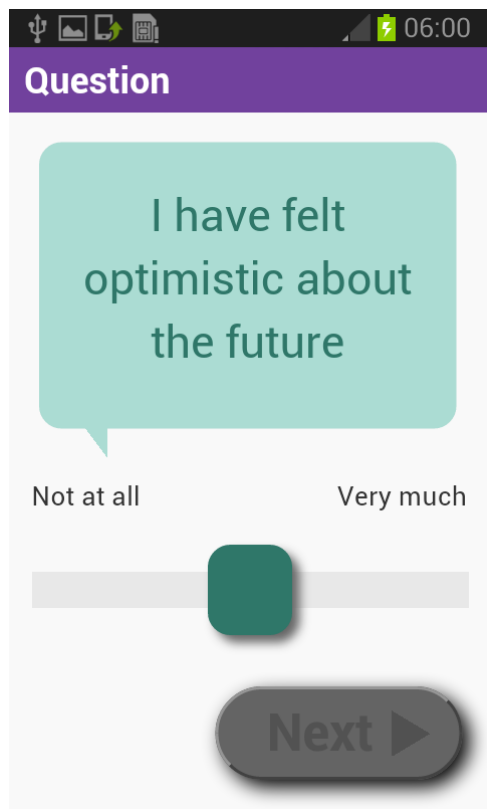 06:00
Question
I have felt
optimistic about
the future
Not at all Very much
Next